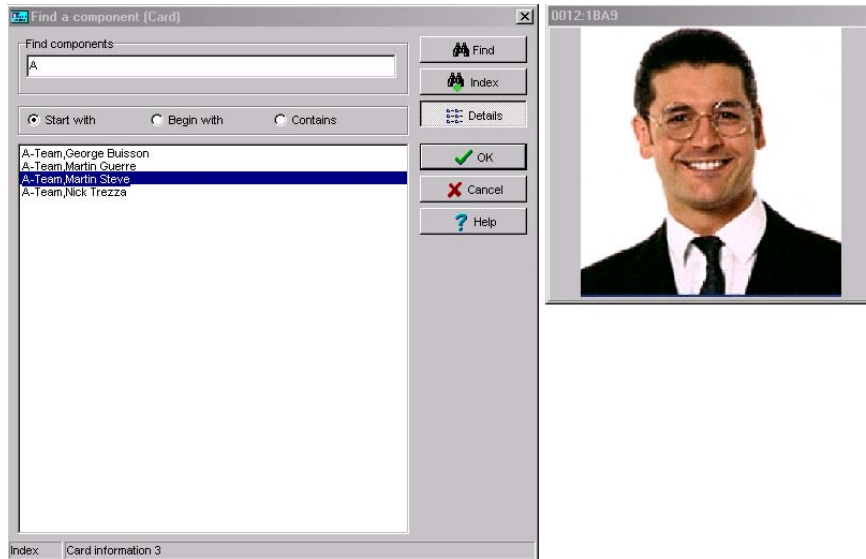 Find a component (Card)
Find components
A
Start with
Begin with
Contains
A-Team,George Buisson
A-Team,Martin Guerre
A-Team,Martin Steve
A-Team,Nick Trezza
Find
Index
Details
OK
Cancel
Help
Index
Card information 3
0012:1BA9